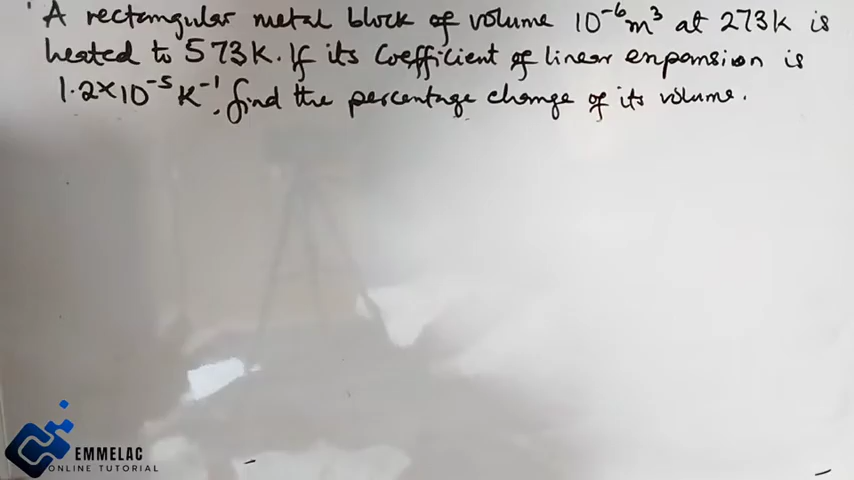 A rectangular metal block of volume 10⁻⁶m³ at 273K is
heated to 573K. If its Coefficient of linear expansion is
1.2×10⁻⁵K⁻¹, find the percentage change of its volume.
EMMELAC
ONLINE TUTORIAL